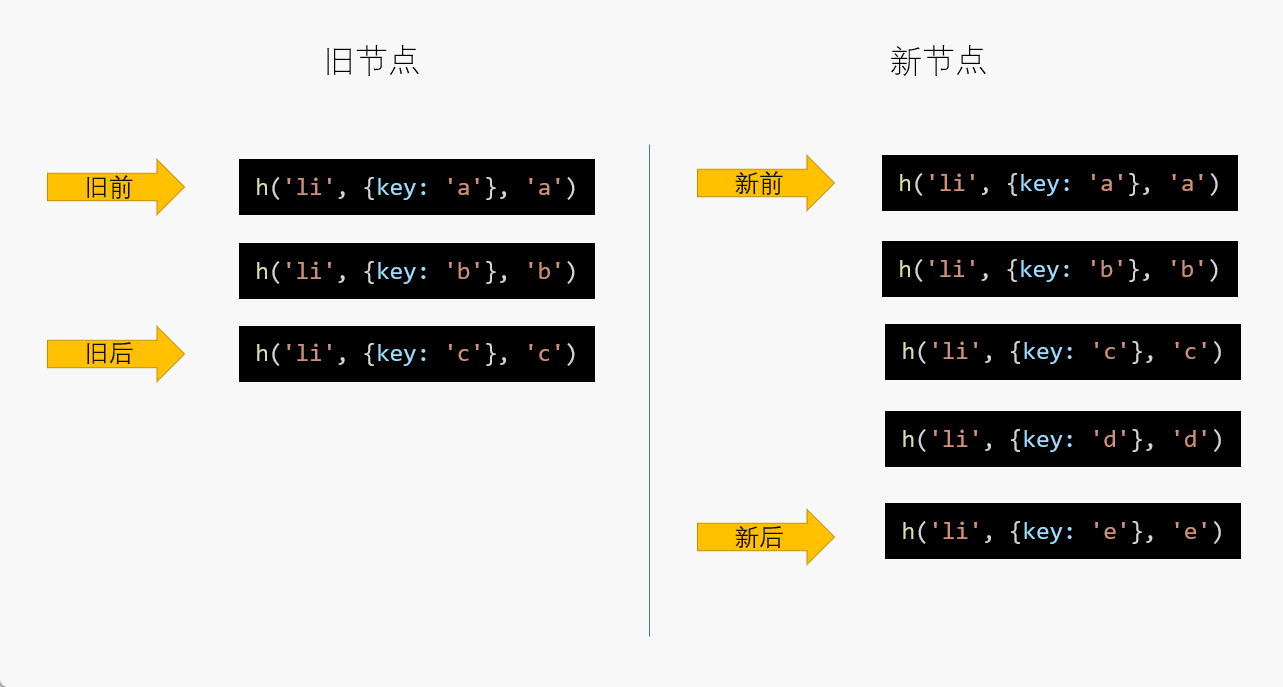 旧节点
新节点
旧前
h('li', {key: 'a'}, 'a')
h('li', {key: 'b'}, 'b')
旧后
h('li', {key: 'c'}, 'c')
新前
h('li', {key: 'a'}, 'a')
h('li', {key: 'b'}, 'b')
h('li', {key: 'c'}, 'c')
h('li', {key: 'd'}, 'd')
新后
h('li', {key: 'e'}, 'e')